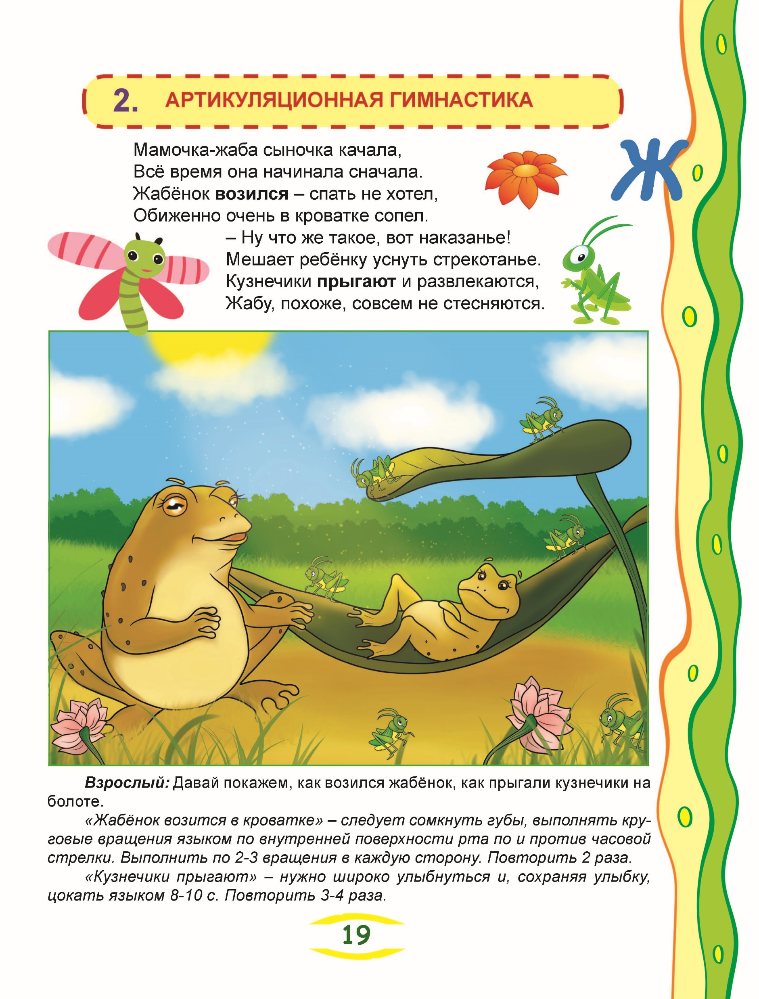 2. АРТИКУЛЯЦИОННАЯ ГИМНАСТИКА
Мамочка-жаба сыночка качала,
Всё время она начинала сначала.
Жабёнок возился – спать не хотел,
Обиженно очень в кроватке сопел.
– Ну что же такое, вот наказанье!
Мешает ребёнку уснуть стрекотанье.
Кузнечики прыгают и развлекаются,
Жабу, похоже, совсем не стесняются.
Ж
Взрослый: Давай покажем, как возился жабёнок, как прыгали кузнечики на
болоте.
«Жабёнок возится в кроватке» – следует сомкнуть губы, выполнять кру-
говые вращения языком по внутренней поверхности рта по и против часовой
стрелки. Выполнить по 2-3 вращения в каждую сторону. Повторить 2 раза.
«Кузнечики прыгают» – нужно широко улыбнуться и, сохраняя улыбку,
цокать языком 8-10 с. Повторить 3-4 раза.
19